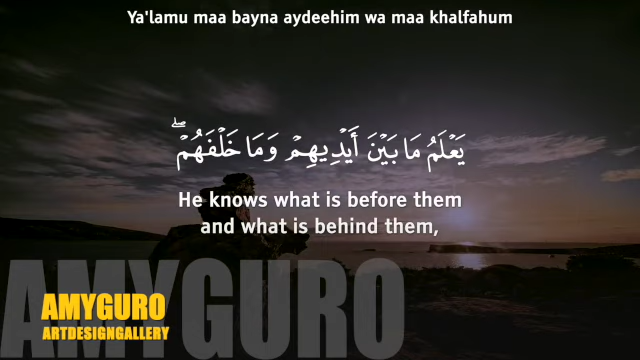 Ya'lamu maa bayna aydeehim wa maa khalfahum
يَعْلَمُ مَا بَيْنَ أَيْدِيهِمْ وَمَا خَلْفَهُمْ ۖ
He knows what is before them
and what is behind them,
AMYGURO
AMYGURO
ARTDESIGNGALLERY